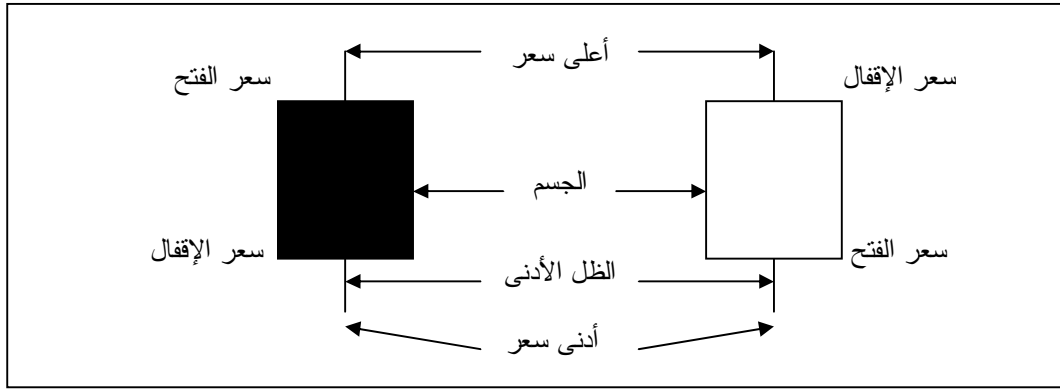 أعلى سعر
سعر الإقفال
سعر الفتح
الجسم
سعر الفتح
سعر الإقفال
الظل الأدنى
أدنى سعر